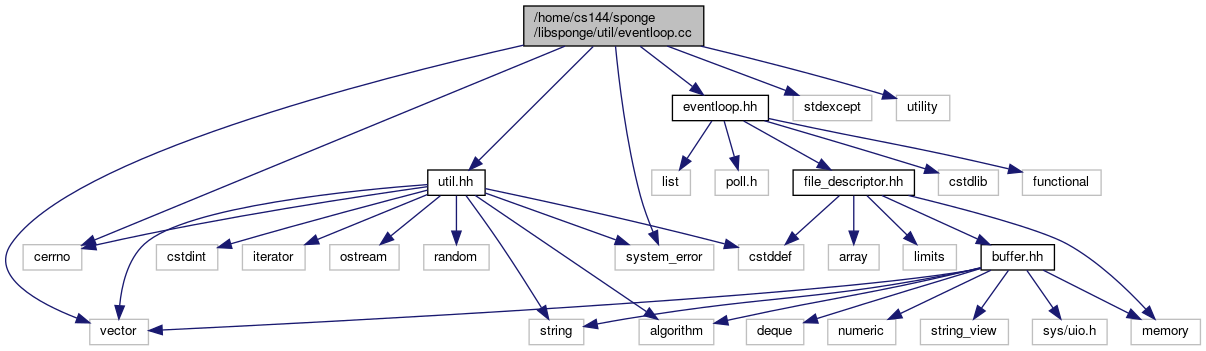 /home/cs144/sponge
/libsponge/util/eventloop.cc
eventloop.hh
stdexcept
utility
util.hh
list
poll.h
file_descriptor.hh
cstdlib
functional
cerrno
cstdint
iterator
ostream
random
system_error
cstddef
array
limits
buffer.hh
vector
string
algorithm
deque
numeric
string_view
sys/uio.h
memory